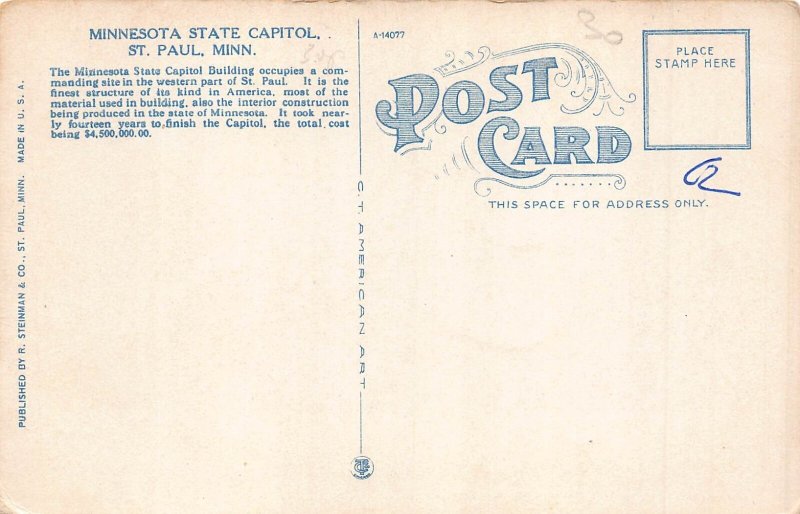 MINNESOTA STATE CAPITOL,
ST. PAUL, MINN.
The Minnesota State Capitol Building occupies a com-
manding site in the western part of St. Paul. It is the
finest structure of its kind in America, most of the
material used in building, also the interior construction
being produced in the state of Minnesota. It took near-
ly fourteen years to finish the Capitol, the total cost
being $4,500,000.00.
PUBLISHED BY R. STEINMAN & CO., ST. PAUL, MINN. MADE IN U.S.A.
A-14077
POST
CARD
PLACE
STAMP HERE
THIS SPACE FOR ADDRESS ONLY.
C.T. AMERICAN ART